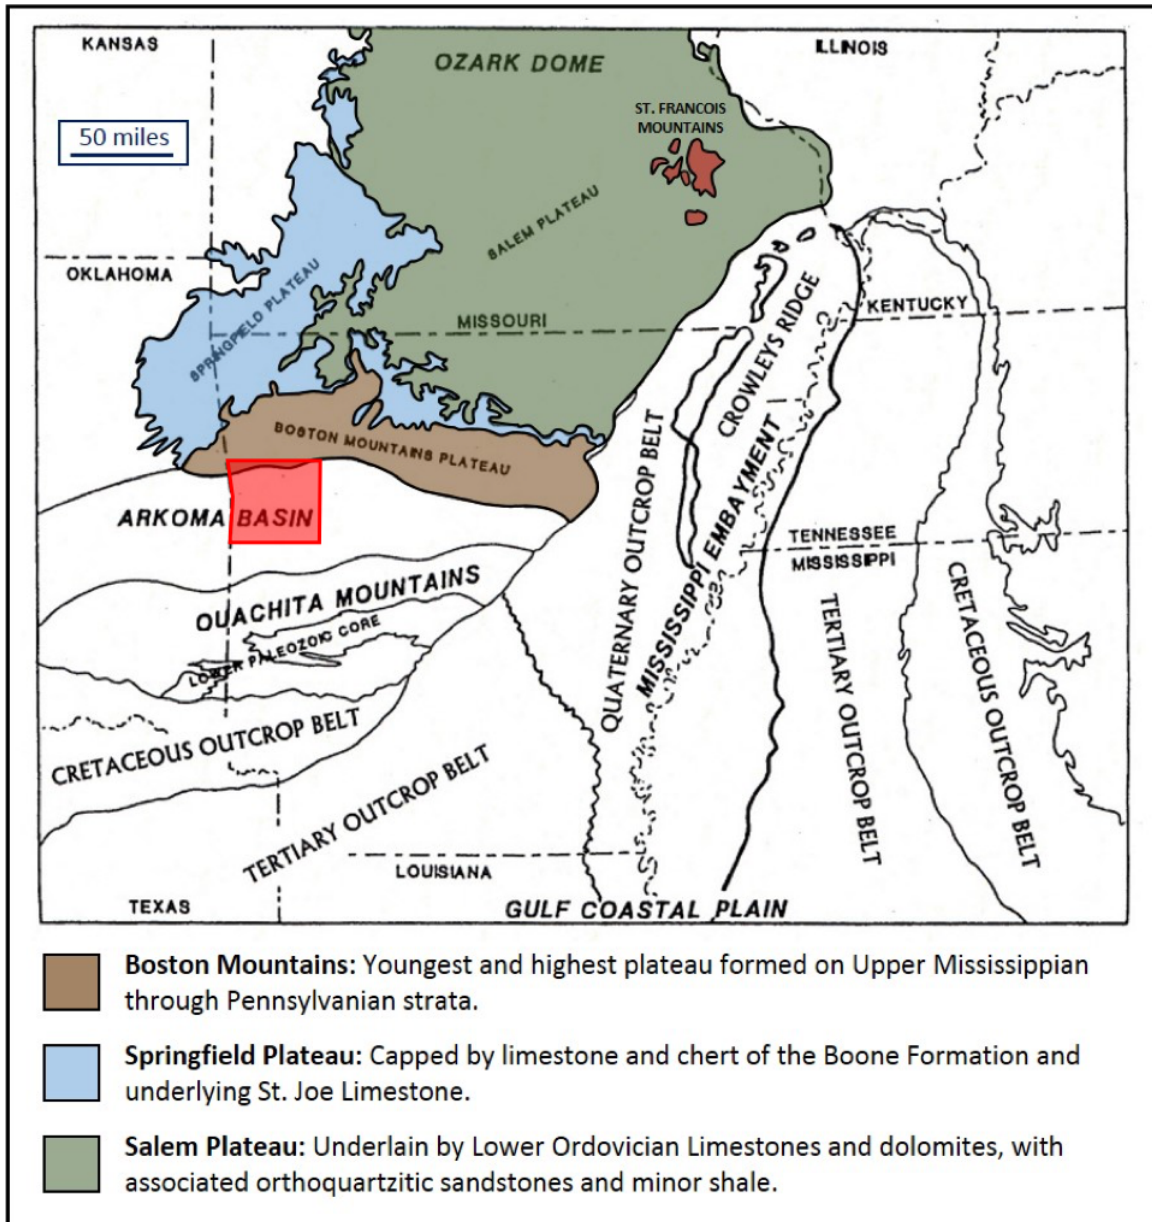 KANSAS
OZARK DOME
ILLINOIS
ST. FRANCOIS
MOUNTAINS
50 miles
SALEM PLATEAU
OKLAHOMA
SPRINGFIELD PLATEAU
MISSOURI
KENTUCKY
CROWLEYS RIDGE
BOSTON MOUNTAINS PLATEAU
ARKOMA BASIN
QUATERNARY OUTCROP BELT
MISSISSIPPI EMBAYMENT
TENNESSEE
MISSISSIPPI
OUACHITA MOUNTAINS
LOWER PALEOZOIC CORE
CRETACEOUS OUTCROP BELT
TERTIARY OUTCROP BELT
TERTIARY OUTCROP BELT
CRETACEOUS OUTCROP BELT
LOUISIANA
TEXAS
GULF COASTAL PLAIN
Boston Mountains: Youngest and highest plateau formed on Upper Mississippian
through Pennsylvanian strata.
Springfield Plateau: Capped by limestone and chert of the Boone Formation and
underlying St. Joe Limestone.
Salem Plateau: Underlain by Lower Ordovician Limestones and dolomites, with
associated orthoquartzitic sandstones and minor shale.